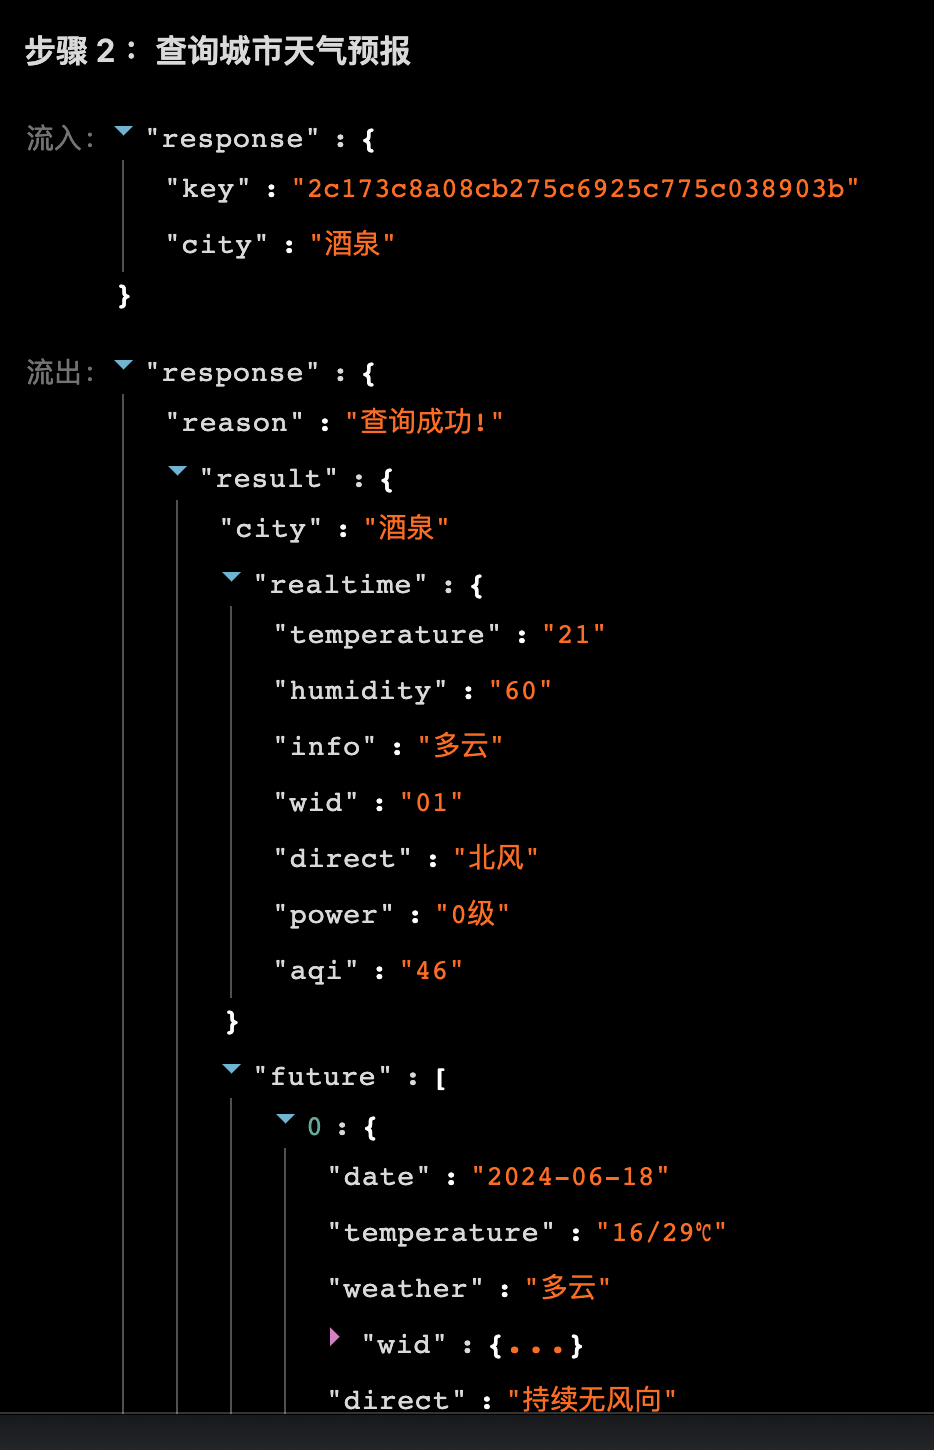 步骤 2： 查询城市天气预报
流入: "response" : {
"key" : "2c173c8a08cb275c6925c775c038903b"
"city" : "酒泉"
}
流出: "response" : {
"reason" : "查询成功!"
"result" : {
"city" : "酒泉"
"realtime" : {
"temperature" : "21"
"humidity" : "60"
"info" : "多云"
"wid" : "01"
"direct" : "北风"
"power" : "0级"
"aqi" : "46"
}
"future" : [
0 : {
"date" : "2024-06-18"
"temperature" : "16/29℃"
"weather" : "多云"
"wid" : {...}
"direct" : "持续无风向"